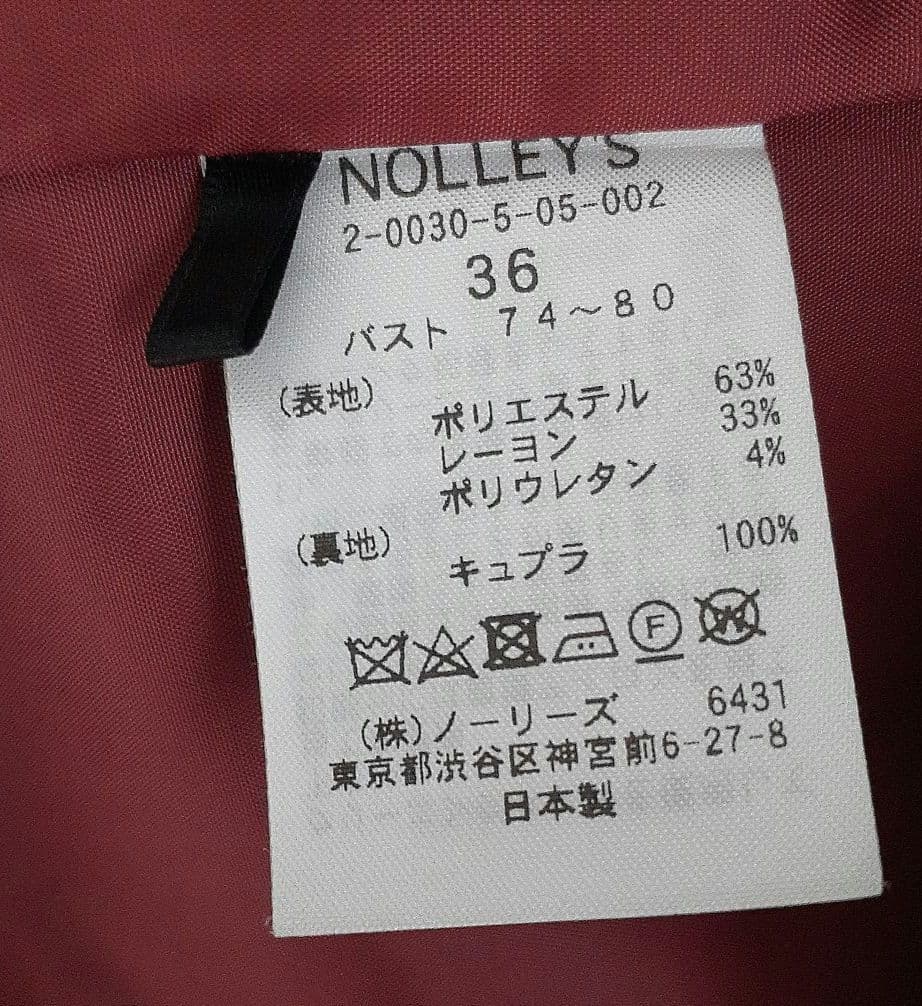 NOLLEY'S
2-0030-5-05-002
36
バスト 74～80
(表地)
ポリエステル 63%
レーヨン 33%
ポリウレタン 4%
(裏地)
キュプラ 100%
F W
(株)ノーリーズ 6431
東京都渋谷区神宮前6-27-8
日本製